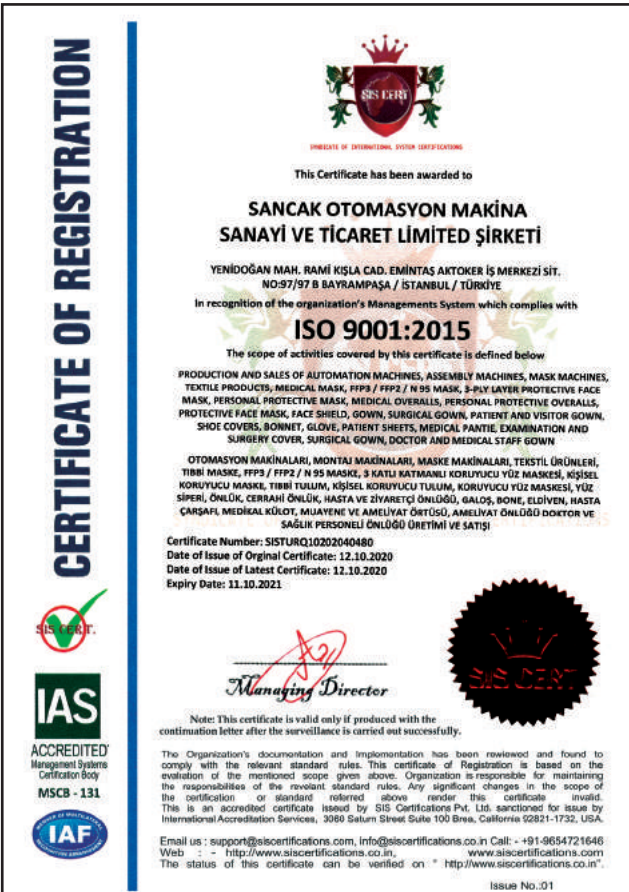 CERTIFICATE OF REGISTRATION
SIS CERT
SYNDICATE OF INTERNATIONAL SYSTEM CERTIFICATIONS
This Certificate has been awarded to
SANCAK OTOMASYON MAKİNA
SANAYİ VE TİCARET LİMİTED ŞİRKETİ
YENİDOĞAN MAH. RAMİ KIŞLA CAD. EMİNTAŞ AKTOKER İŞ MERKEZİ SİT.
NO:97/97 B BAYRAMPAŞA / İSTANBUL / TÜRKİYE
In recognition of the organization's Managements System which complies with
ISO 9001:2015
The scope of activities covered by this certificate is defined below
PRODUCTION AND SALES OF AUTOMATION MACHINES, ASSEMBLY MACHINES, MASK MACHINES,
TEXTILE PRODUCTS, MEDICAL MASK, FFP3 / FFP2 / N 95 MASK, 3-PLY LAYER PROTECTIVE FACE
MASK, PERSONAL PROTECTIVE MASK, MEDICAL OVERALLS, PERSONAL PROTECTIVE OVERALLS,
PROTECTIVE FACE MASK, FACE SHIELD, GOWN, SURGICAL GOWN, PATIENT AND VISITOR GOWN,
SHOE COVERS, BONNET, GLOVE, PATIENT SHEETS, MEDICAL PANTIE, EXAMINATION AND
SURGERY COVER, SURGICAL GOWN, DOCTOR AND MEDICAL STAFF GOWN
OTOMASYON MAKİNALARI, MONTAJ MAKİNALARI, MASKE MAKİNALARI, TEKSTİL ÜRÜNLERİ,
TIBBİ MASKE, FFP3 / FFP2 / N 95 MASKE, 3 KATLI KATMANLI KORUYUCU YÜZ MASKESİ, KİŞİSEL
KORUYUCU MASKE, TIBBİ TULUM, KİŞİSEL KORUYUCU TULUM, KORUYUCU YÜZ MASKESİ, YÜZ
SİPERİ, ÖNLÜK, CERRAHİ ÖNLÜK, HASTA VE ZİYARETÇİ ÖNLÜĞÜ, GALOŞ, BONE, ELDİVEN, HASTA
ÇARŞAFI, MEDİKAL KÜLOT, MUAYENE VE AMELİYAT ÖRTÜSÜ, AMELİYAT ÖNLÜĞÜ DOKTOR VE
SAĞLIK PERSONELİ ÖNLÜĞÜ ÜRETİMİ VE SATIŞI
Certificate Number: SISTURQ10202040480
Date of Issue of Orginal Certificate: 12.10.2020
Date of Issue of Latest Certificate: 12.10.2020
Expiry Date: 11.10.2021
SIS CERT.
SIS CERT
Managing Director
IAS
ACCREDITED
Management Systems
Certification Body
MSCB - 131
IAF
Note: This certificate is valid only if produced with the
continuation letter after the surveillance is carried out successfully.
The Organization's documentation and Implementation has been reviewed and found to
comply with the relevant standard rules. This certificate of Registration is based on the
evaluation of the mentioned scope given above. Organization is responsible for maintaining
the responsibilities of the revelant standard rules. Any significant changes in the scope of
the certification or standard referred above render this certificate invalid.
This is an accredited certificate issued by SIS Certifications Pvt. Ltd. sanctioned for issue by
International Accreditation Services, 3060 Saturn Street Suite 100 Brea, California 92821-1732, USA.
Email us : support@siscertifications.com, info@siscertifications.co.in Call: - +91-9654721646
Web : - http://www.siscertifications.co.in, www.siscertifications.com
The status of this certificate can be verified on " http://www.siscertifications.co.in".
Issue No.:01